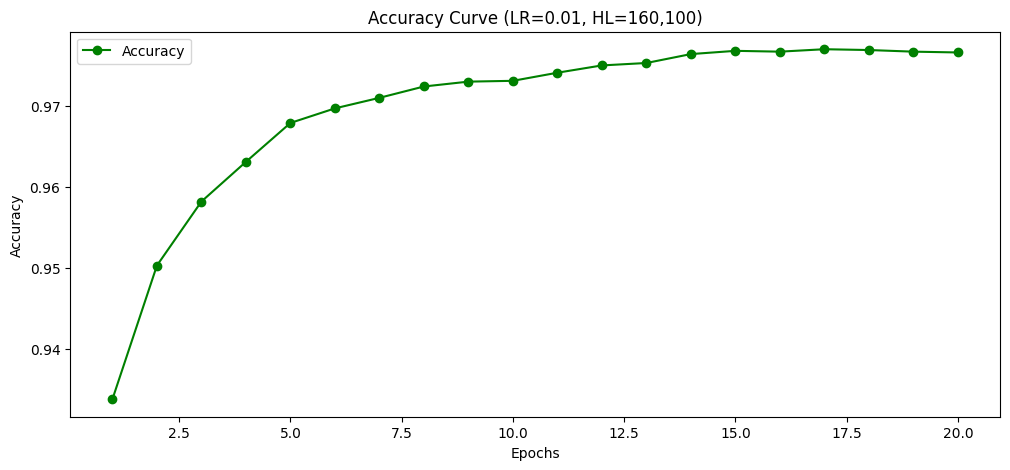 Accuracy Curve (LR=0.01, HL=160,100)
Accuracy
0.97
0.96
0.95
0.94
Accuracy
2.5 5.0 7.5 10.0 12.5 15.0 17.5 20.0
Epochs